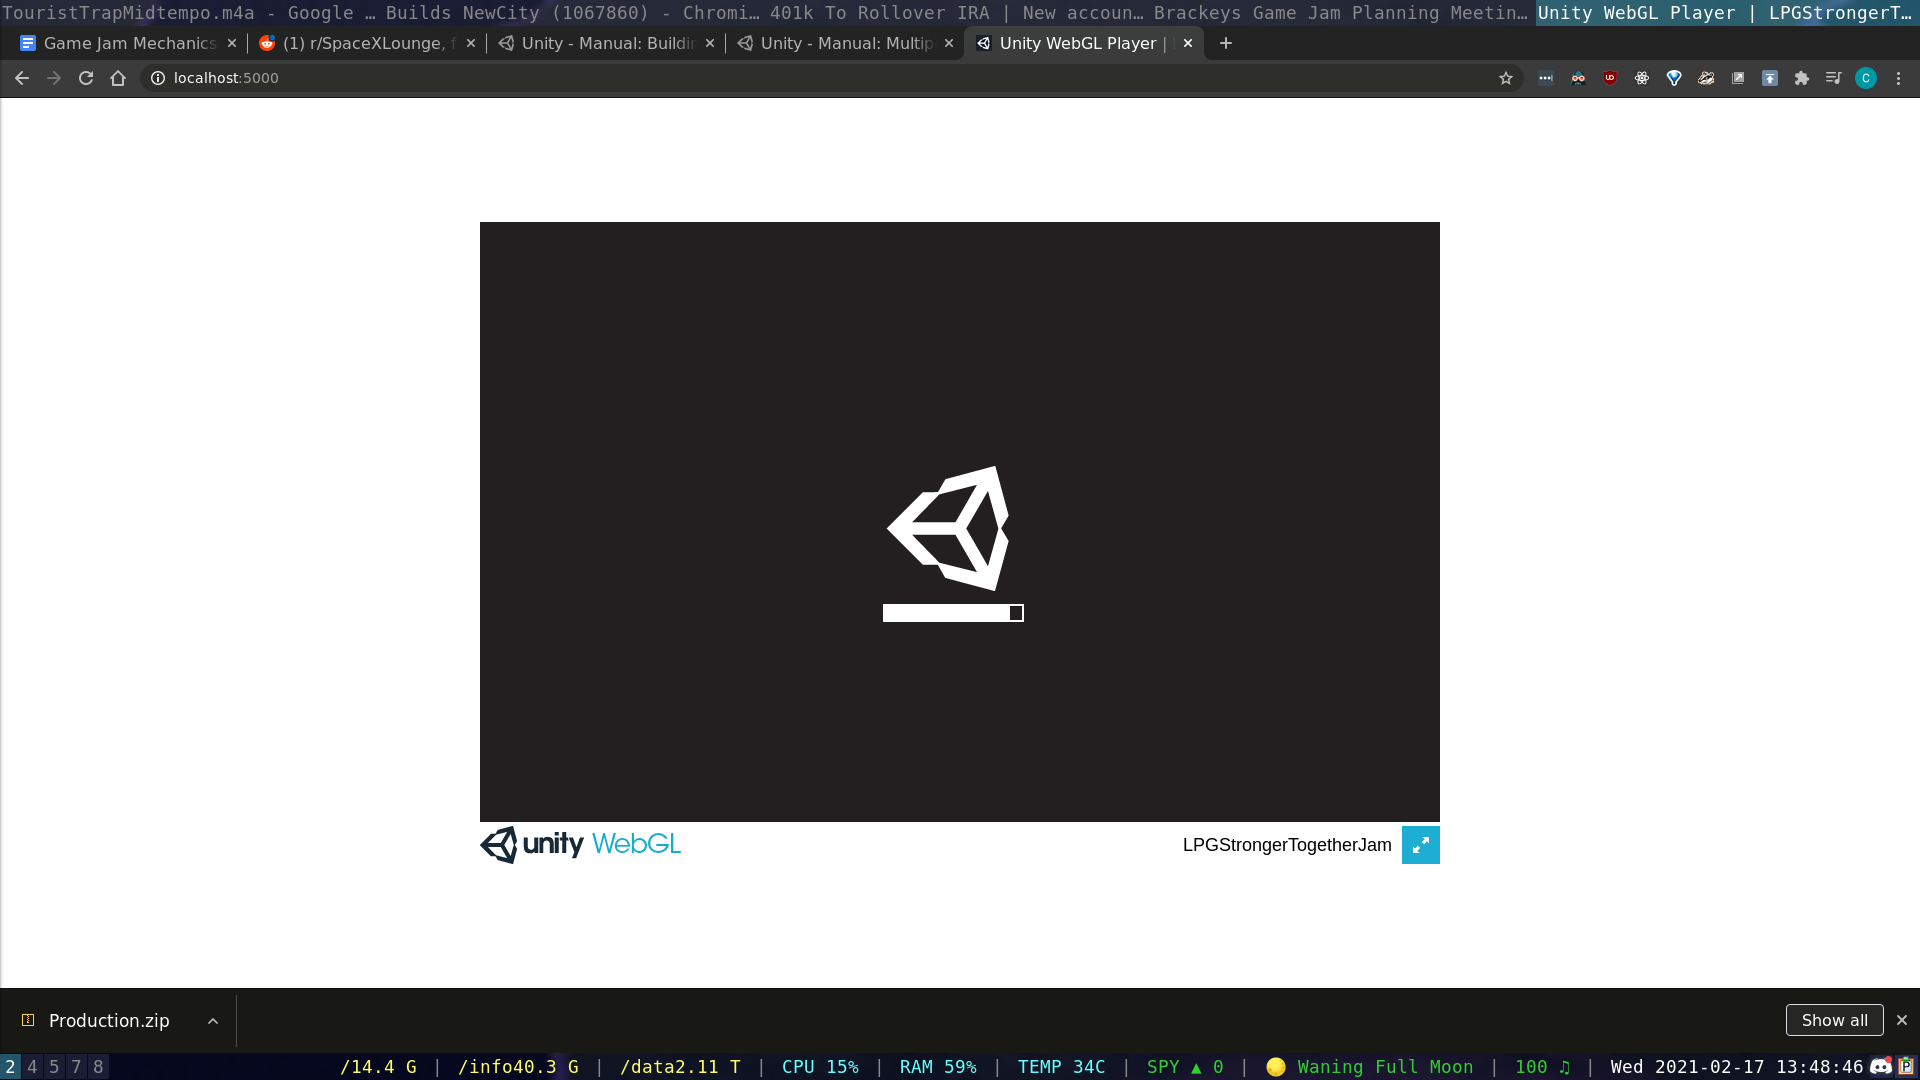 TouristTrapMidtempo.m4a - Google … Builds NewCity (1067860) - Chromi… 401k To Rollover IRA | New accoun… Brackeys Game Jam Planning Meetin… Unity WebGL Player | LPGStrongerT…
Game Jam Mechanics (1) r/SpaceXLounge, f Unity - Manual: Buildin Unity - Manual: Multip Unity WebGL Player |
localhost:5000
unity WebGL LPGStrongerTogetherJam
Production.zip Show all
2 4 5 7 8 /14.4 G | /info40.3 G | /data2.11 T | CPU 15% | RAM 59% | TEMP 34C | SPY ▲ 0 | Waning Full Moon | 100 ♫ | Wed 2021-02-17 13:48:46